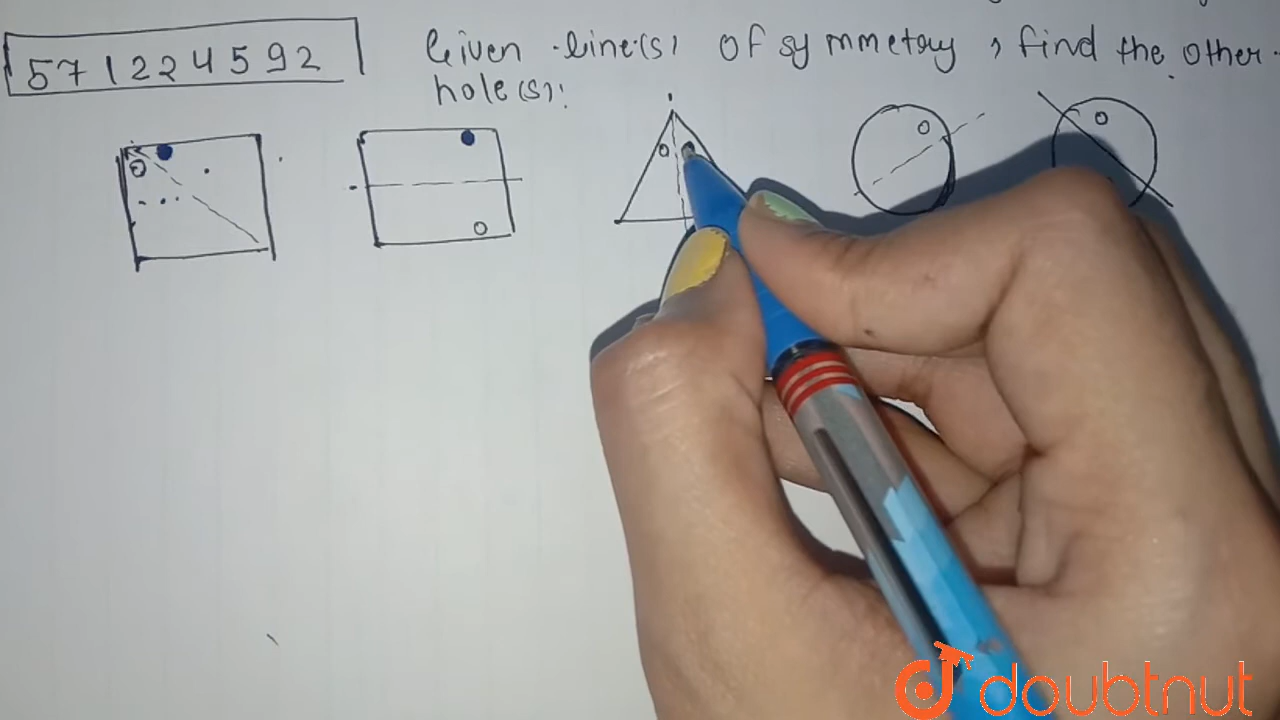 571224592
Given line(s) of symmetry, find the other
hole(s):
doubtnut